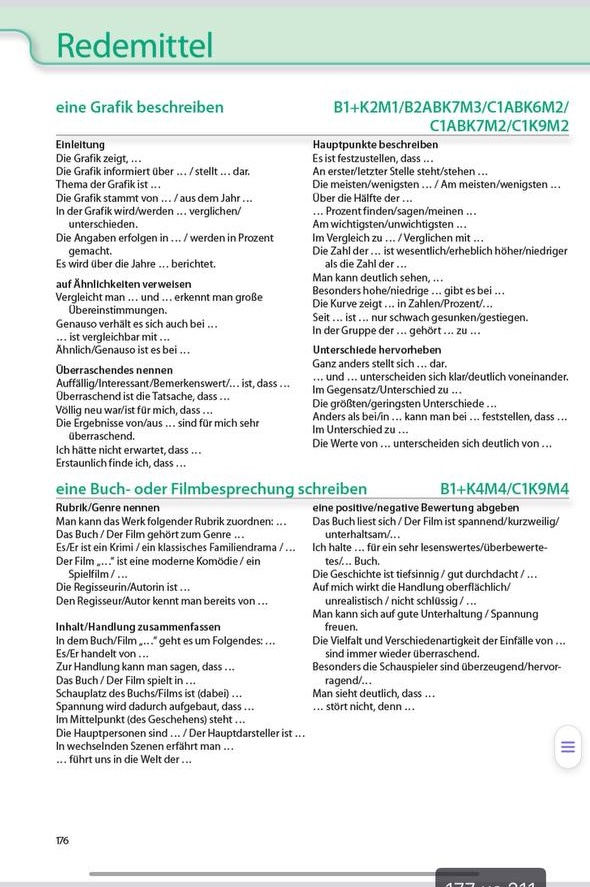 Redemittel
eine Grafik beschreiben
B1+K2M1/B2ABK7M3/C1ABK6M2/
C1ABK7M2/C1K9M2
Einleitung
Die Grafik zeigt, …
Die Grafik informiert über … / stellt … dar.
Thema der Grafik ist …
Die Grafik stammt von … / aus dem Jahr …
In der Grafik wird/werden … verglichen/
unterschieden.
Die Angaben erfolgen in … / werden in Prozent
gemacht.
Es wird über die Jahre … berichtet.
auf Ähnlichkeiten verweisen
Vergleicht man … und … erkennt man große
Übereinstimmungen.
Genauso verhält es sich auch bei …
… ist vergleichbar mit …
Ähnlich/Genauso ist es bei …
Überraschendes nennen
Auffällig/Interessant/Bemerkenswert/… ist, dass …
Überraschend ist die Tatsache, dass …
Völlig neu war/ist für mich, dass …
Die Ergebnisse von/aus … sind für mich sehr
überraschend.
Ich hätte nicht erwartet, dass …
Erstaunlich finde ich, dass …
Hauptpunkte beschreiben
Es ist festzustellen, dass …
An erster/letzter Stelle steht/stehen …
Die meisten/wenigsten … / Am meisten/wenigsten …
Über die Hälfte der …
… Prozent finden/sagen/meinen …
Am wichtigsten/unwichtigsten …
Im Vergleich zu … / Verglichen mit …
Die Zahl der … ist wesentlich/erheblich höher/niedriger
als die Zahl der …
Man kann deutlich sehen, …
Besonders hohe/niedrige … gibt es bei …
Die Kurve zeigt … in Zahlen/Prozent/…
Seit … ist … nur schwach gesunken/gestiegen.
In der Gruppe der … gehört … zu …
Unterschiede hervorheben
Ganz anders stellt sich … dar.
… und … unterscheiden sich klar/deutlich voneinander.
Im Gegensatz/Unterschied zu …
Die größten/geringsten Unterschiede …
Anders als bei/in … kann man bei … feststellen, dass …
Im Unterschied zu …
Die Werte von … unterscheiden sich deutlich von …
eine Buch- oder Filmbesprechung schreiben
B1+K4M4/C1K9M4
Rubrik/Genre nennen
Man kann das Werk folgender Rubrik zuordnen: …
Das Buch / Der Film gehört zum Genre …
Es/Er ist ein Krimi / ein klassisches Familiendrama / …
Der Film „…“ ist eine moderne Komödie / ein
Spielfilm / …
Die Regisseurin/Autorin ist …
Den Regisseur/Autor kennt man bereits von …
Inhalt/Handlung zusammenfassen
In dem Buch/Film „…“ geht es um Folgendes: …
Es/Er handelt von …
Zur Handlung kann man sagen, dass …
Das Buch / Der Film spielt in …
Schauplatz des Buchs/Films ist (dabei) …
Spannung wird dadurch aufgebaut, dass …
Im Mittelpunkt (des Geschehens) steht …
Die Hauptpersonen sind … / Der Hauptdarsteller ist …
In wechselnden Szenen erfährt man …
… führt uns in die Welt der …
eine positive/negative Bewertung abgeben
Das Buch liest sich / Der Film ist spannend/kurzweilig/
unterhaltsam/…
Ich halte … für ein sehr lesenswertes/überbewerte-
tes/… Buch.
Die Geschichte ist tiefsinnig / gut durchdacht / …
Auf mich wirkt die Handlung oberflächlich/
unrealistisch / nicht schlüssig / …
Man kann sich auf gute Unterhaltung / Spannung
freuen.
Die Vielfalt und Verschiedenartigkeit der Einfälle von …
sind immer wieder überraschend.
Besonders die Schauspieler sind überzeugend/hervor-
ragend/…
Man sieht deutlich, dass …
… stört nicht, denn …
176